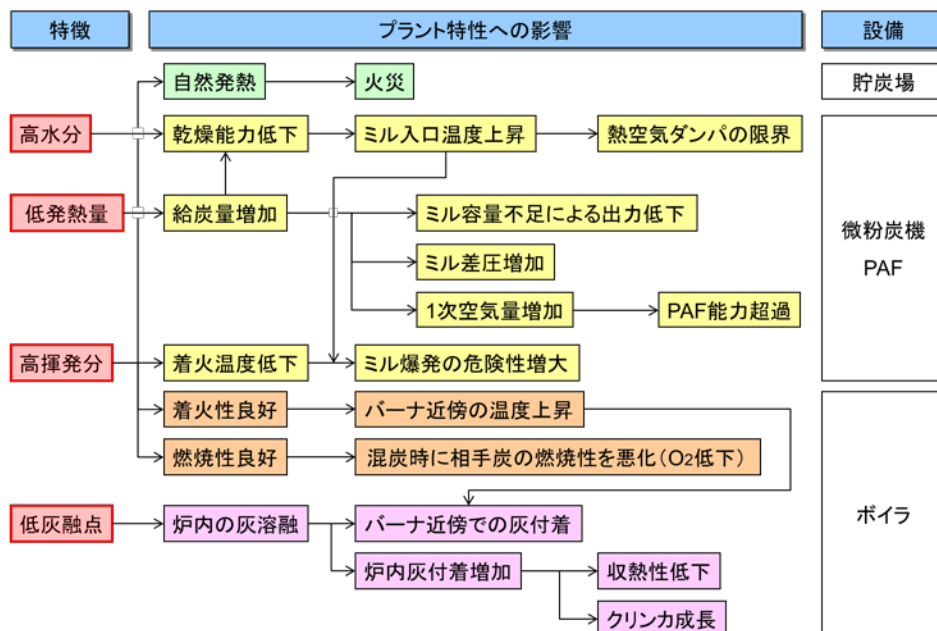 特徴
プラント特性への影響
設備
自然発熱
火災
貯炭場
高水分
乾燥能力低下
ミル入口温度上昇
熱空気ダンパの限界
低発熱量
給炭量増加
ミル容量不足による出力低下
微粉炭機
PAF
ミル差圧増加
1次空気量増加
PAF能力超過
高揮発分
着火温度低下
ミル爆発の危険性増大
着火性良好
バーナ近傍の温度上昇
燃焼性良好
混炭時に相手炭の燃焼性を悪化(O2低下)
ボイラ
低灰融点
炉内の灰溶融
バーナ近傍での灰付着
炉内灰付着増加
収熱性低下
クリンカ成長